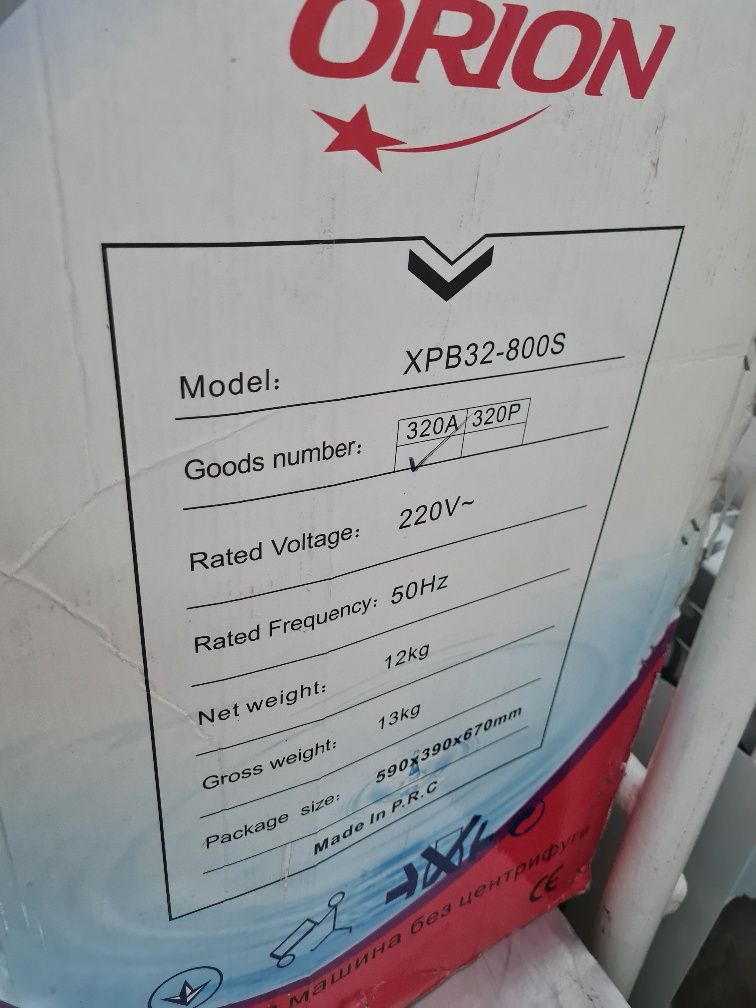 ORION
Model: XPB32-800S
Goods number: 320A 320P
Rated Voltage: 220V~
Rated Frequency: 50Hz
Net weight: 12kg
Gross weight: 13kg
Package size: 590x390x670mm
Made In P.R.C
машина без центрифуги
CE